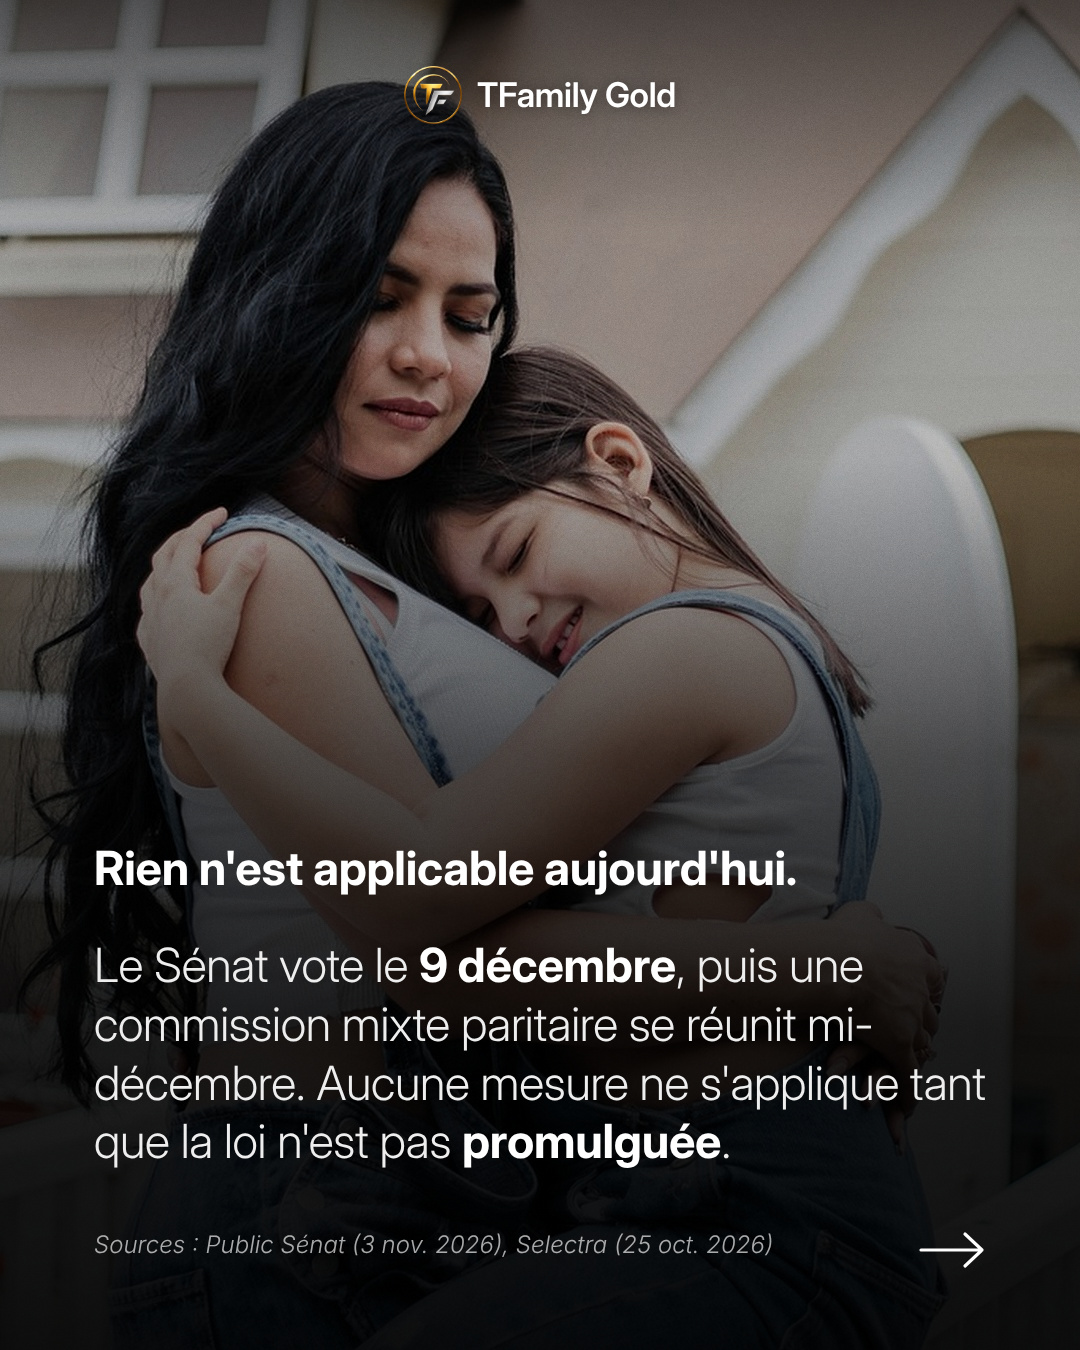 TFamily Gold
Rien n'est applicable aujourd'hui.
Le Sénat vote le 9 décembre, puis une
commission mixte paritaire se réunit mi-
décembre. Aucune mesure ne s'applique tant
que la loi n'est pas promulguée.
Sources : Public Sénat (3 nov. 2026), Selectra (25 oct. 2026)